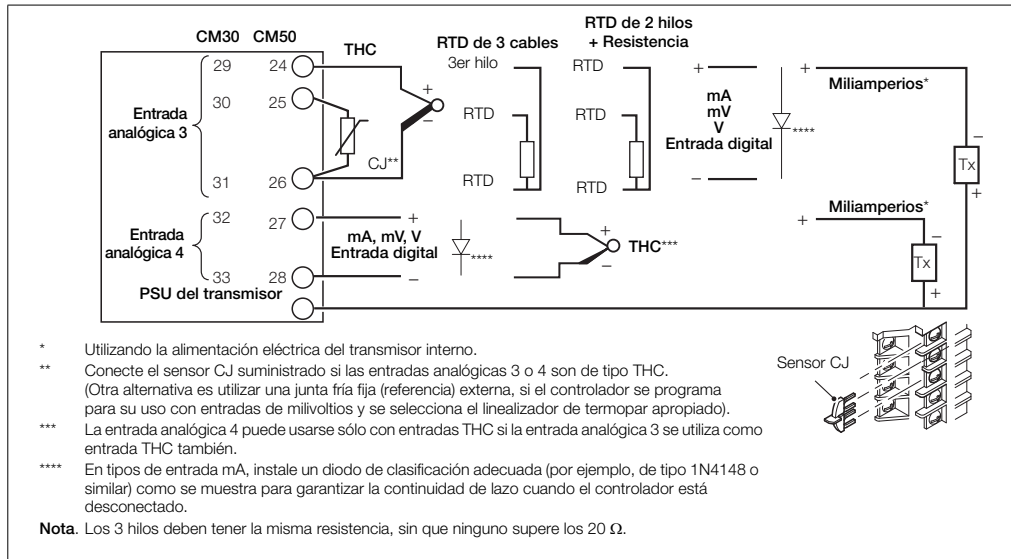 CM30 CM50 THC
RTD de 3 cables
3er hilo
RTD de 2 hilos
+ Resistencia
29 24
30 25
31 26
Entrada
analógica 3
+
–
CJ**
RTD
RTD
RTD
RTD
RTD
+
mA
mV
V
Entrada digital
–
****
+
Miliamperios*
–
Tx
+
32 27
33 28
Entrada
analógica 4
+
mA, mV, V
Entrada digital
–
****
+
–
THC***
+
Miliamperios*
–
Tx
+
PSU del transmisor
* Utilizando la alimentación eléctrica del transmisor interno.
** Conecte el sensor CJ suministrado si las entradas analógicas 3 o 4 son de tipo THC.
(Otra alternativa es utilizar una junta fría fija (referencia) externa, si el controlador se programa
para su uso con entradas de milivoltios y se selecciona el linealizador de termopar apropiado).
*** La entrada analógica 4 puede usarse sólo con entradas THC si la entrada analógica 3 se utiliza como
entrada THC también.
**** En tipos de entrada mA, instale un diodo de clasificación adecuada (por ejemplo, de tipo 1N4148 o
similar) como se muestra para garantizar la continuidad de lazo cuando el controlador está
desconectado.
Nota. Los 3 hilos deben tener la misma resistencia, sin que ninguno supere los 20 Ω.
Sensor CJ